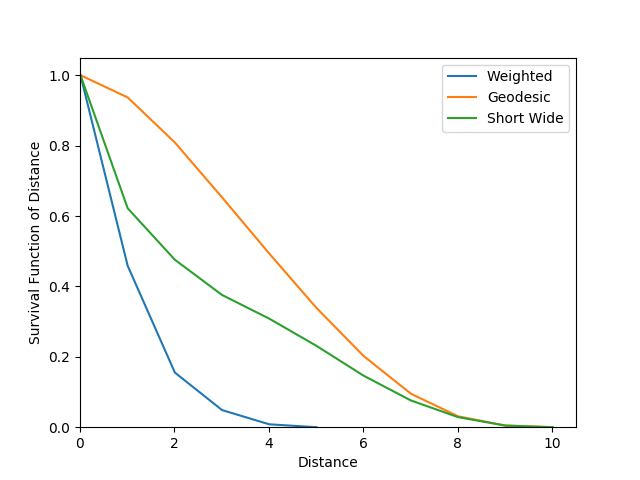 Weighted
Geodesic
Short Wide
1.0
0.8
0.6
0.4
0.2
0.0
Survival Function of Distance
0 2 4 6 8 10
Distance